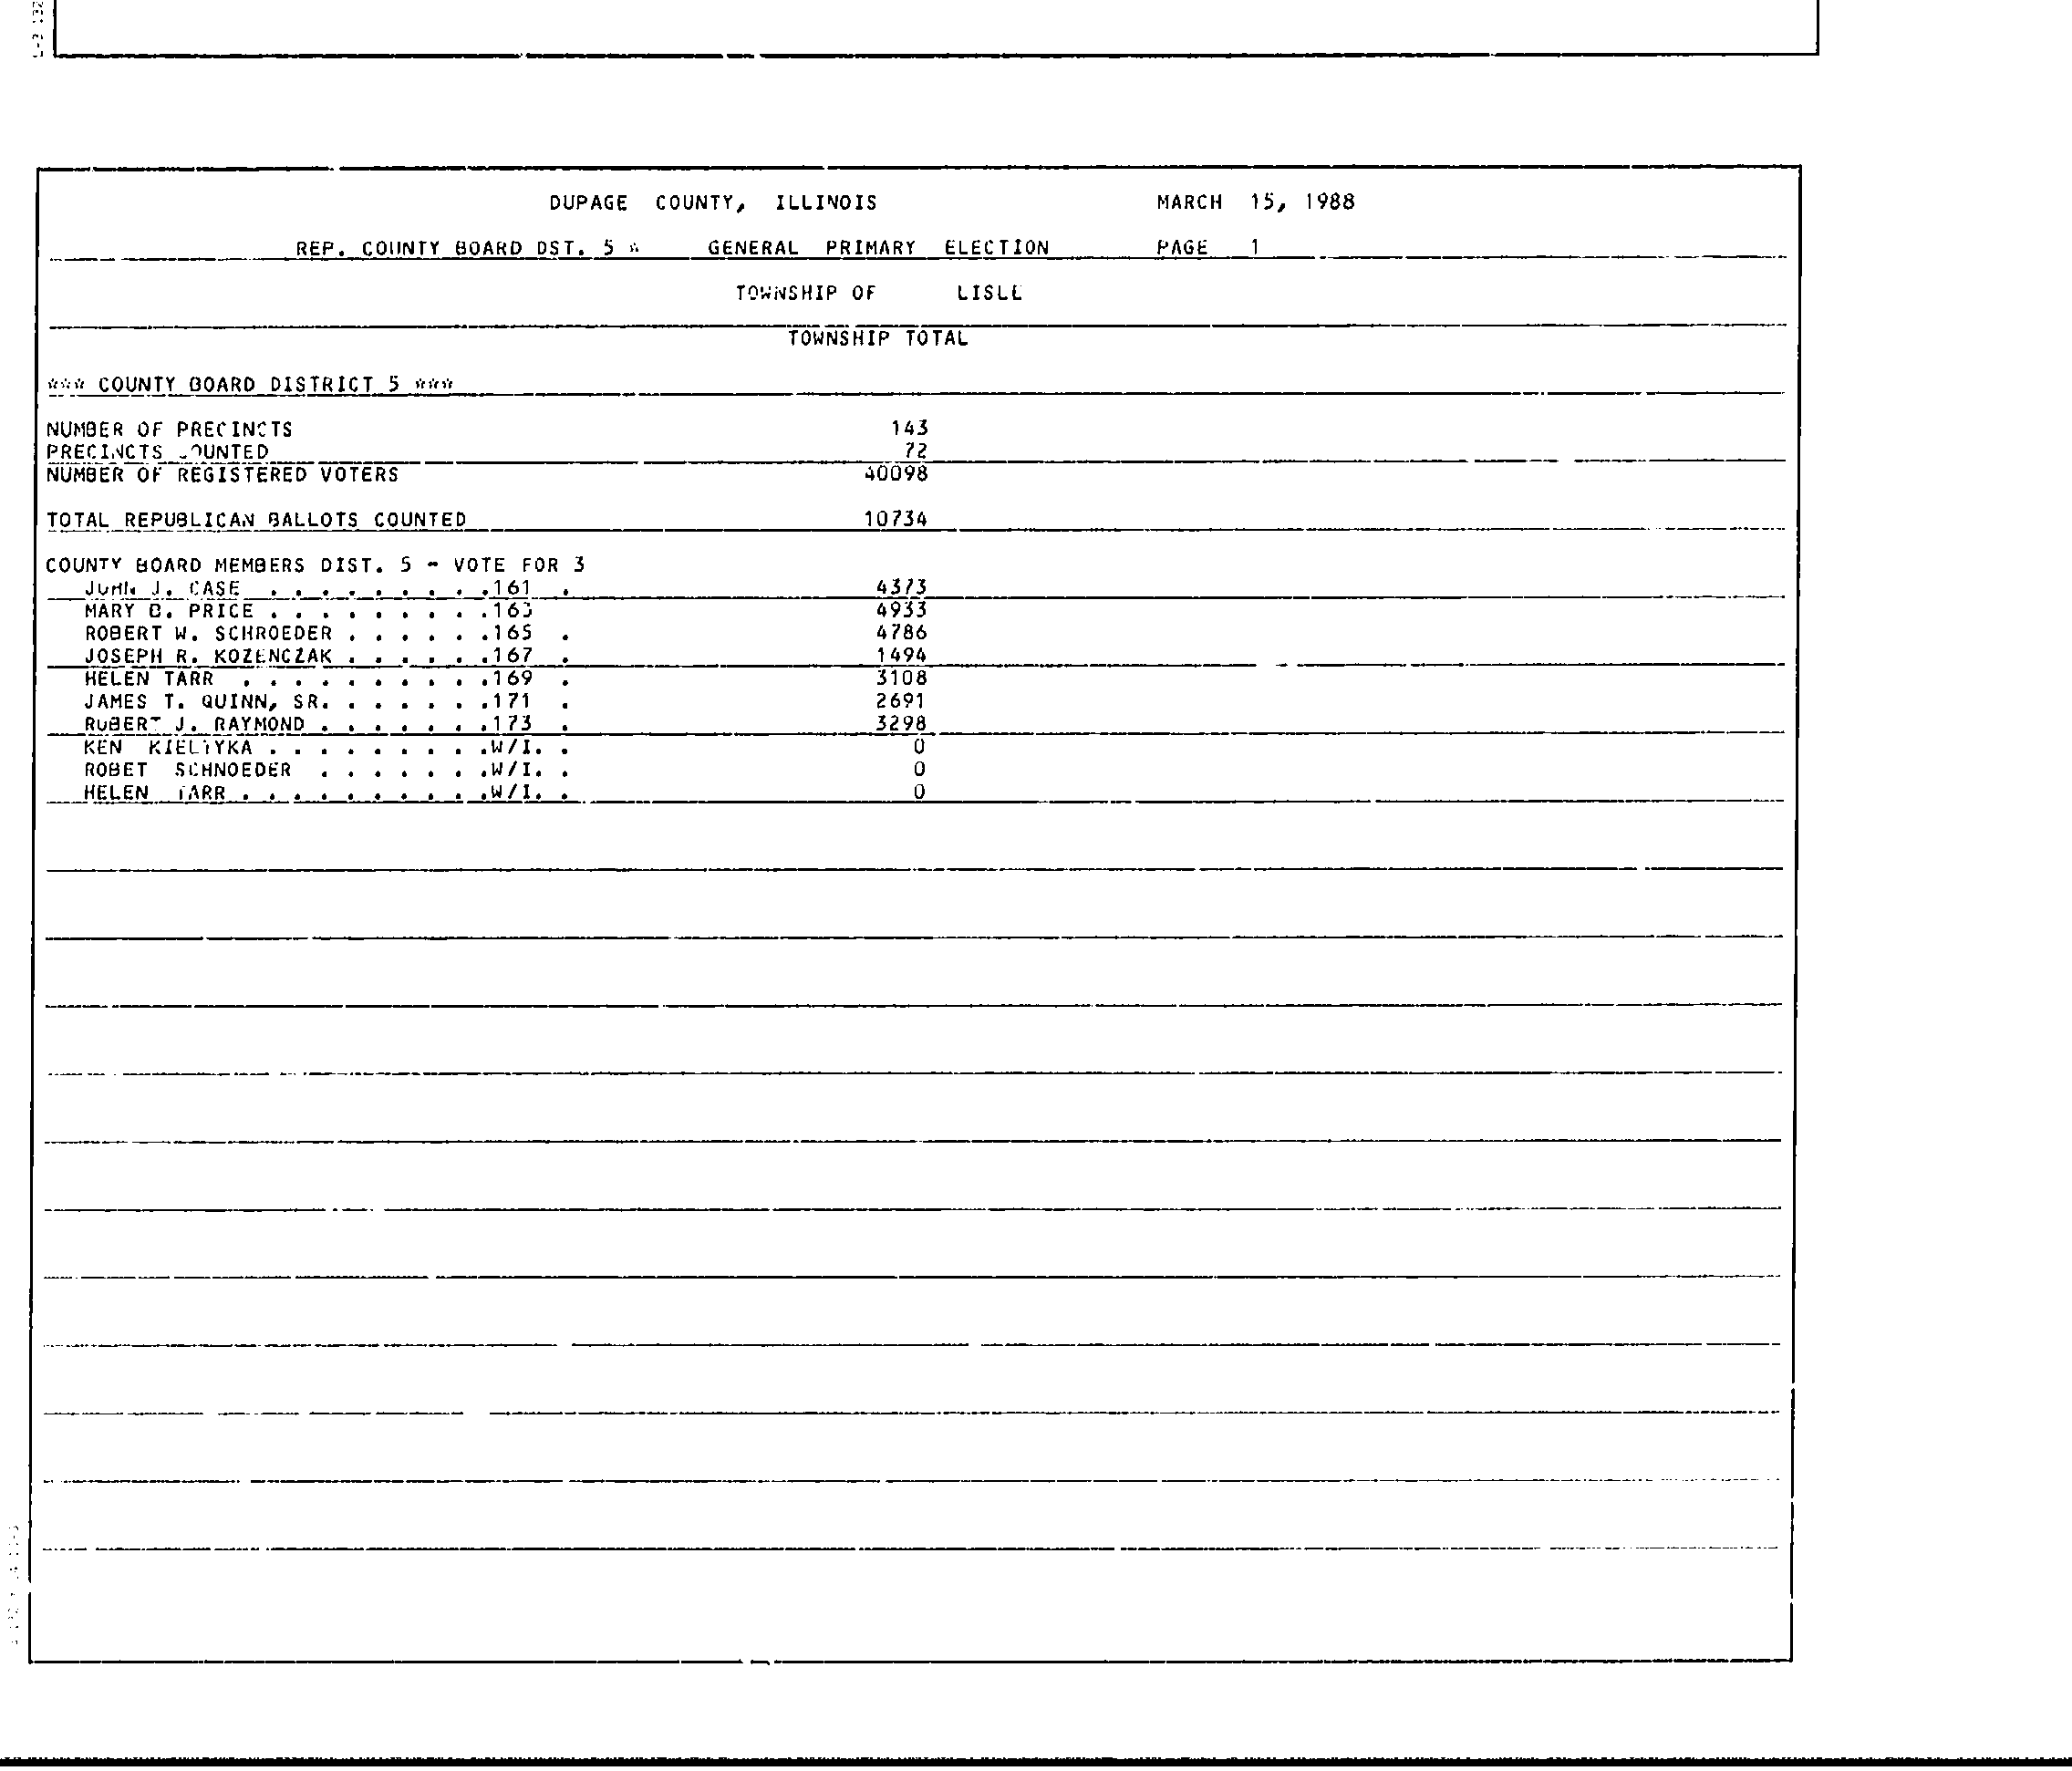 DUPAGE COUNTY, ILLINOIS MARCH 15, 1988
REP. COUNTY BOARD DST. 5 * GENERAL PRIMARY ELECTION PAGE 1
TOWNSHIP OF LISLE
TOWNSHIP TOTAL
*** COUNTY BOARD DISTRICT 5 ***
NUMBER OF PRECINCTS 143
PRECINCTS COUNTED 72
NUMBER OF REGISTERED VOTERS 40098
TOTAL REPUBLICAN BALLOTS COUNTED 10734
COUNTY BOARD MEMBERS DIST. 5 - VOTE FOR 3
JOHN J. CASE . . . . . . . . .161 . 4373
MARY B. PRICE . . . . . . . . .163 4933
ROBERT W. SCHROEDER . . . . . .165 . 4786
JOSEPH R. KOZENCZAK . . . . . .167 . 1494
HELEN TARR . . . . . . . . . .169 . 3108
JAMES T. QUINN, SR. . . . . . .171 . 2691
ROBERT J. RAYMOND . . . . . . .173 . 3298
KEN KIELTYKA . . . . . . . . .W/I. . 0
ROBET SCHNOEDER . . . . . . .W/I. . 0
HELEN TARR . . . . . . . . . .W/I. . 0